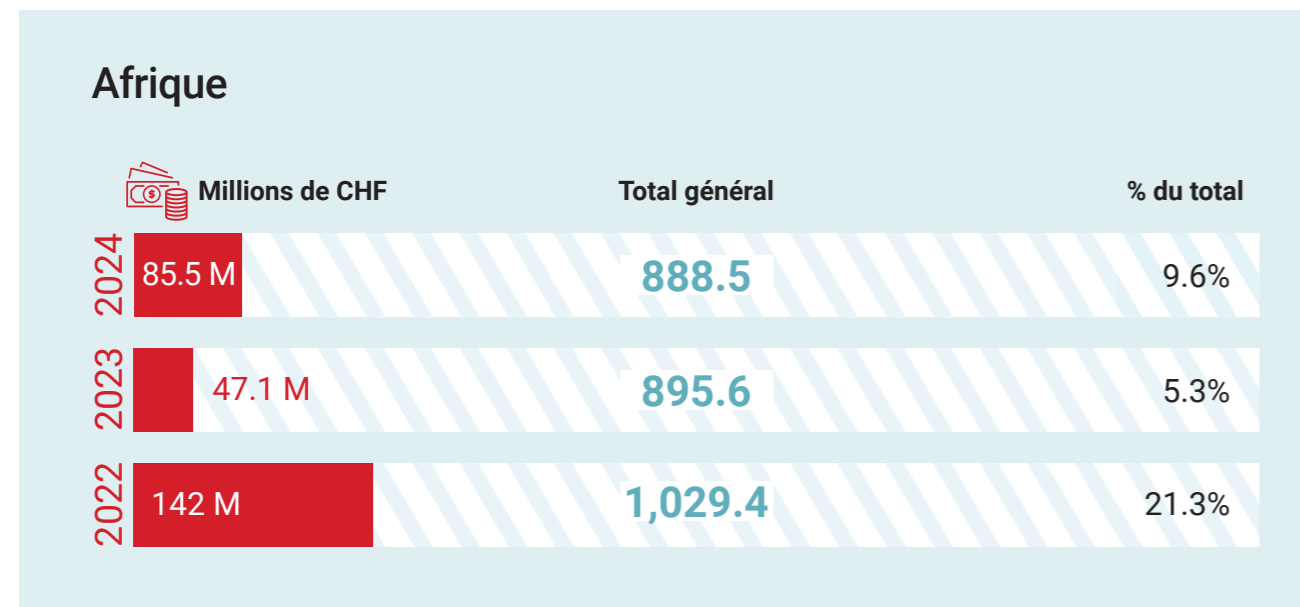 Afrique
Millions de CHF Total général % du total
2024 85.5 M 888.5 9.6%
2023 47.1 M 895.6 5.3%
2022 142 M 1,029.4 21.3%